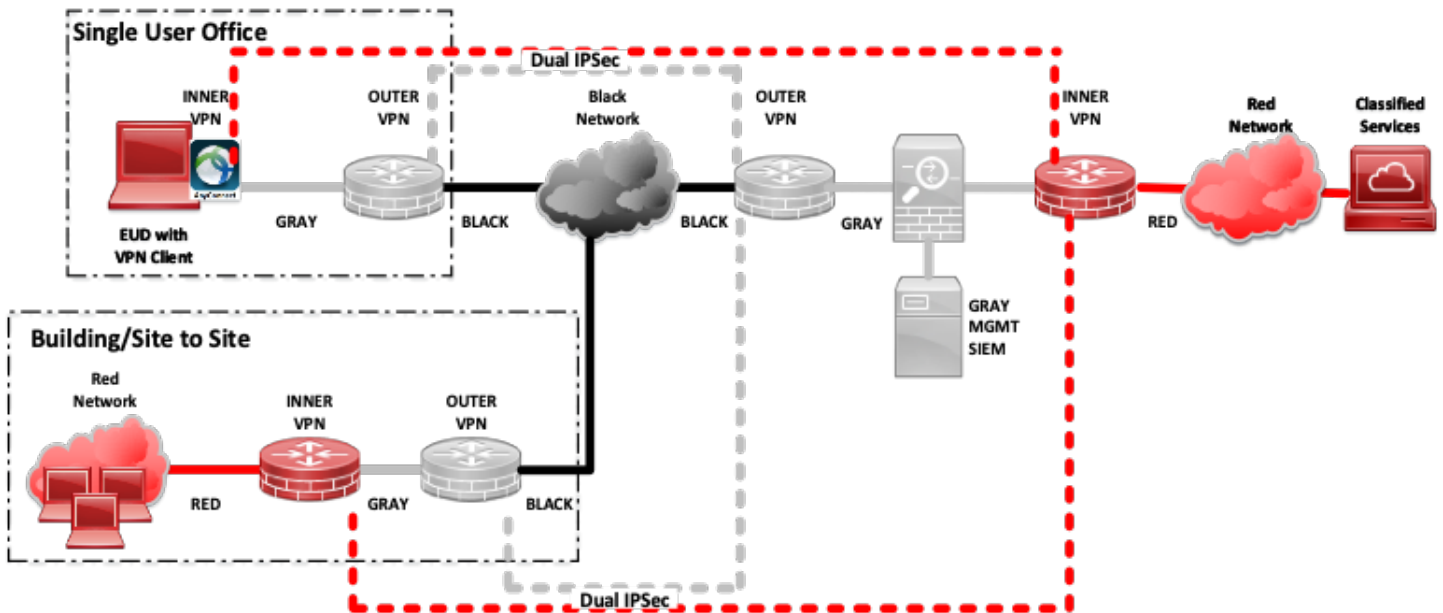 Single User Office
Dual IPSec
INNER
VPN
OUTER
VPN
Black
Network
OUTER
VPN
INNER
VPN
Red
Network
Classified
Services
AnyConnect
GRAY
BLACK
BLACK
GRAY
RED
EUD with
VPN Client
GRAY
MGMT
SIEM
Building/Site to Site
Red
Network
INNER
VPN
OUTER
VPN
RED
GRAY
BLACK
Dual IPSec